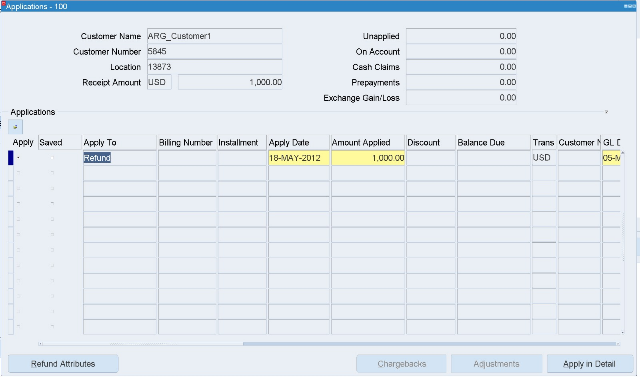 Applications - 100
Customer Name ARG_Customer1 Unapplied 0.00
Customer Number 5645 On Account 0.00
Location 13873 Cash Claims 0.00
Receipt Amount USD 1,000.00 Prepayments 0.00
Exchange Gain/Loss 0.00
Applications
Apply Saved Apply To Billing Number Installment Apply Date Amount Applied Discount Balance Due Trans Customer N GL D
Refund 18-MAY-2012 1,000.00 USD 05-M
Refund Attributes Chargebacks Adjustments Apply in Detail